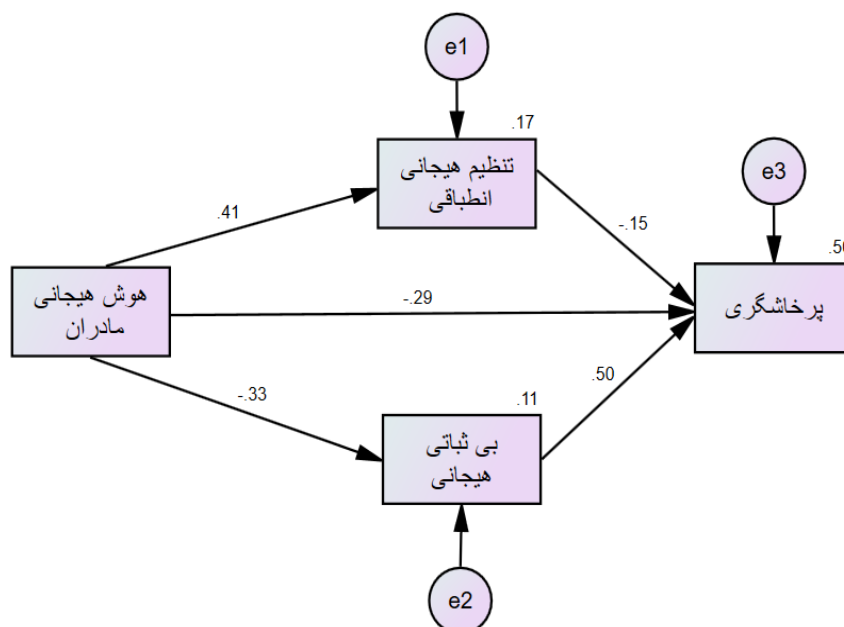 e1
.17
تنظیم هیجانی
انطباقی
e3
.41
-.15
.50
هوش هیجانی
مادران
-.29
پرخاشگری
-.33
.11
.50
بی ثباتی
هیجانی
e2